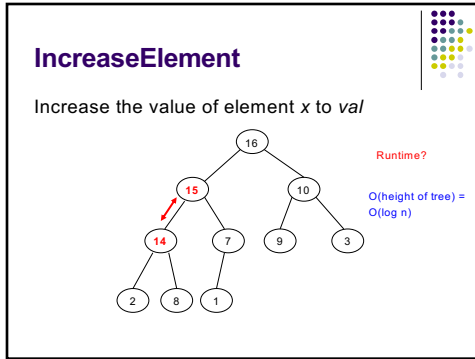 IncreaseElement
Increase the value of element x to val
16
Runtime?
15
10
O(height of tree) =
O(log n)
14
7
9
3
2
8
1